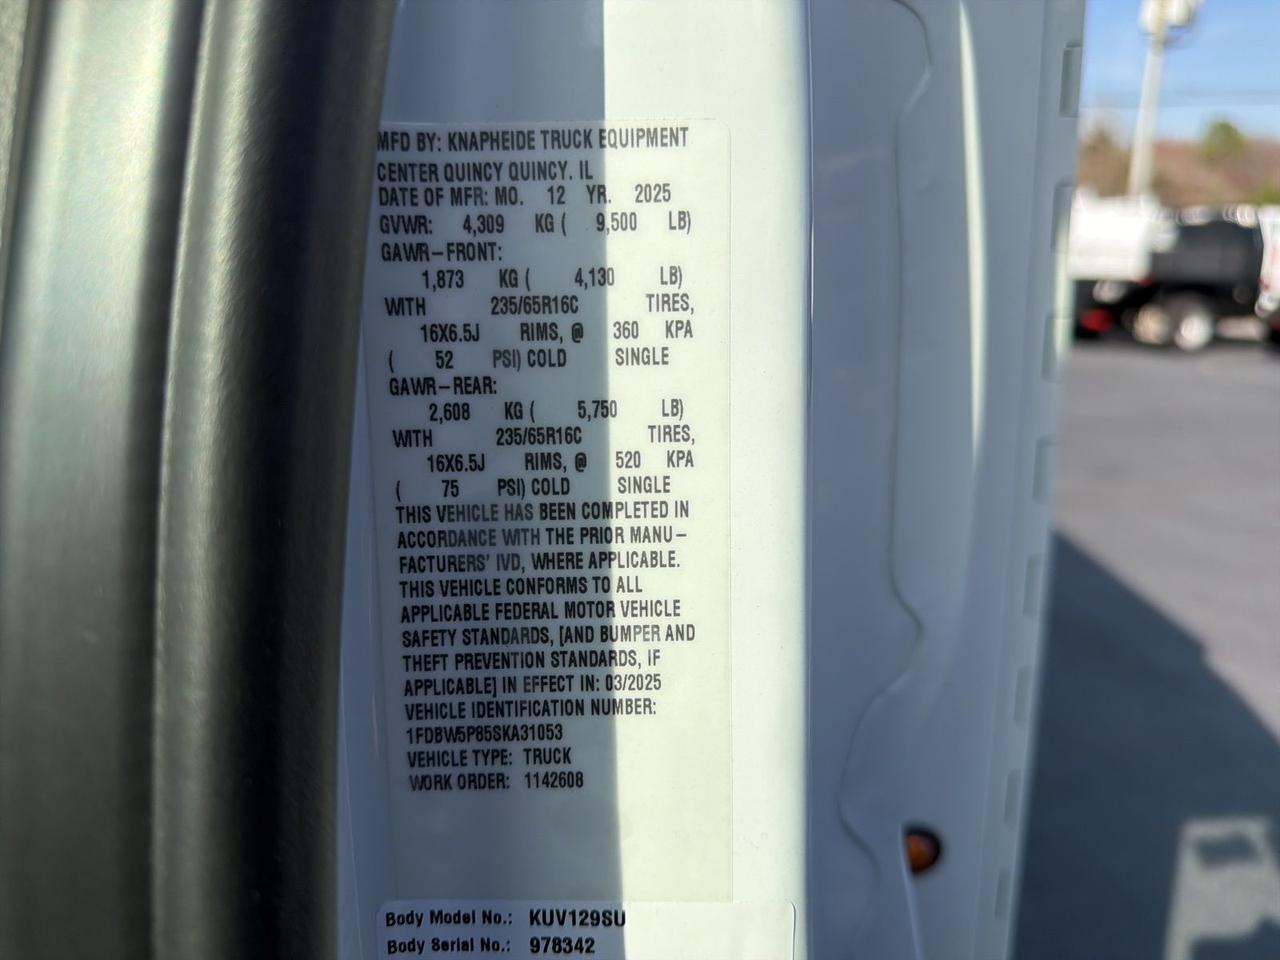 MFD BY: KNAPHEIDE TRUCK EQUIPMENT
CENTER QUINCY QUINCY, IL
DATE OF MFR: MO. 12 YR. 2025
GVWR: 4,309 KG ( 9,500 LB)
GAWR-FRONT:
1,873 KG ( 4,130 LB)
WITH 235/65R16C TIRES,
16X6.5J RIMS, @ 360 KPA
( 52 PSI) COLD SINGLE
GAWR-REAR:
2,608 KG ( 5,750 LB)
WITH 235/65R16C TIRES,
16X6.5J RIMS, @ 520 KPA
( 75 PSI) COLD SINGLE
THIS VEHICLE HAS BEEN COMPLETED IN
ACCORDANCE WITH THE PRIOR MANU-
FACTURERS' IVD, WHERE APPLICABLE.
THIS VEHICLE CONFORMS TO ALL
APPLICABLE FEDERAL MOTOR VEHICLE
SAFETY STANDARDS, [AND BUMPER AND
THEFT PREVENTION STANDARDS, IF
APPLICABLE] IN EFFECT IN: 03/2025
VEHICLE IDENTIFICATION NUMBER:
1FDBW5P85SKA31053
VEHICLE TYPE: TRUCK
WORK ORDER: 1142608
Body Model No.: KUV129SU
Body Serial No.: 978342